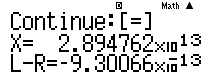 D Math ▲
Continue:[=]
X= 2.894762×10¹³
L-R=-9.30066×10¹³